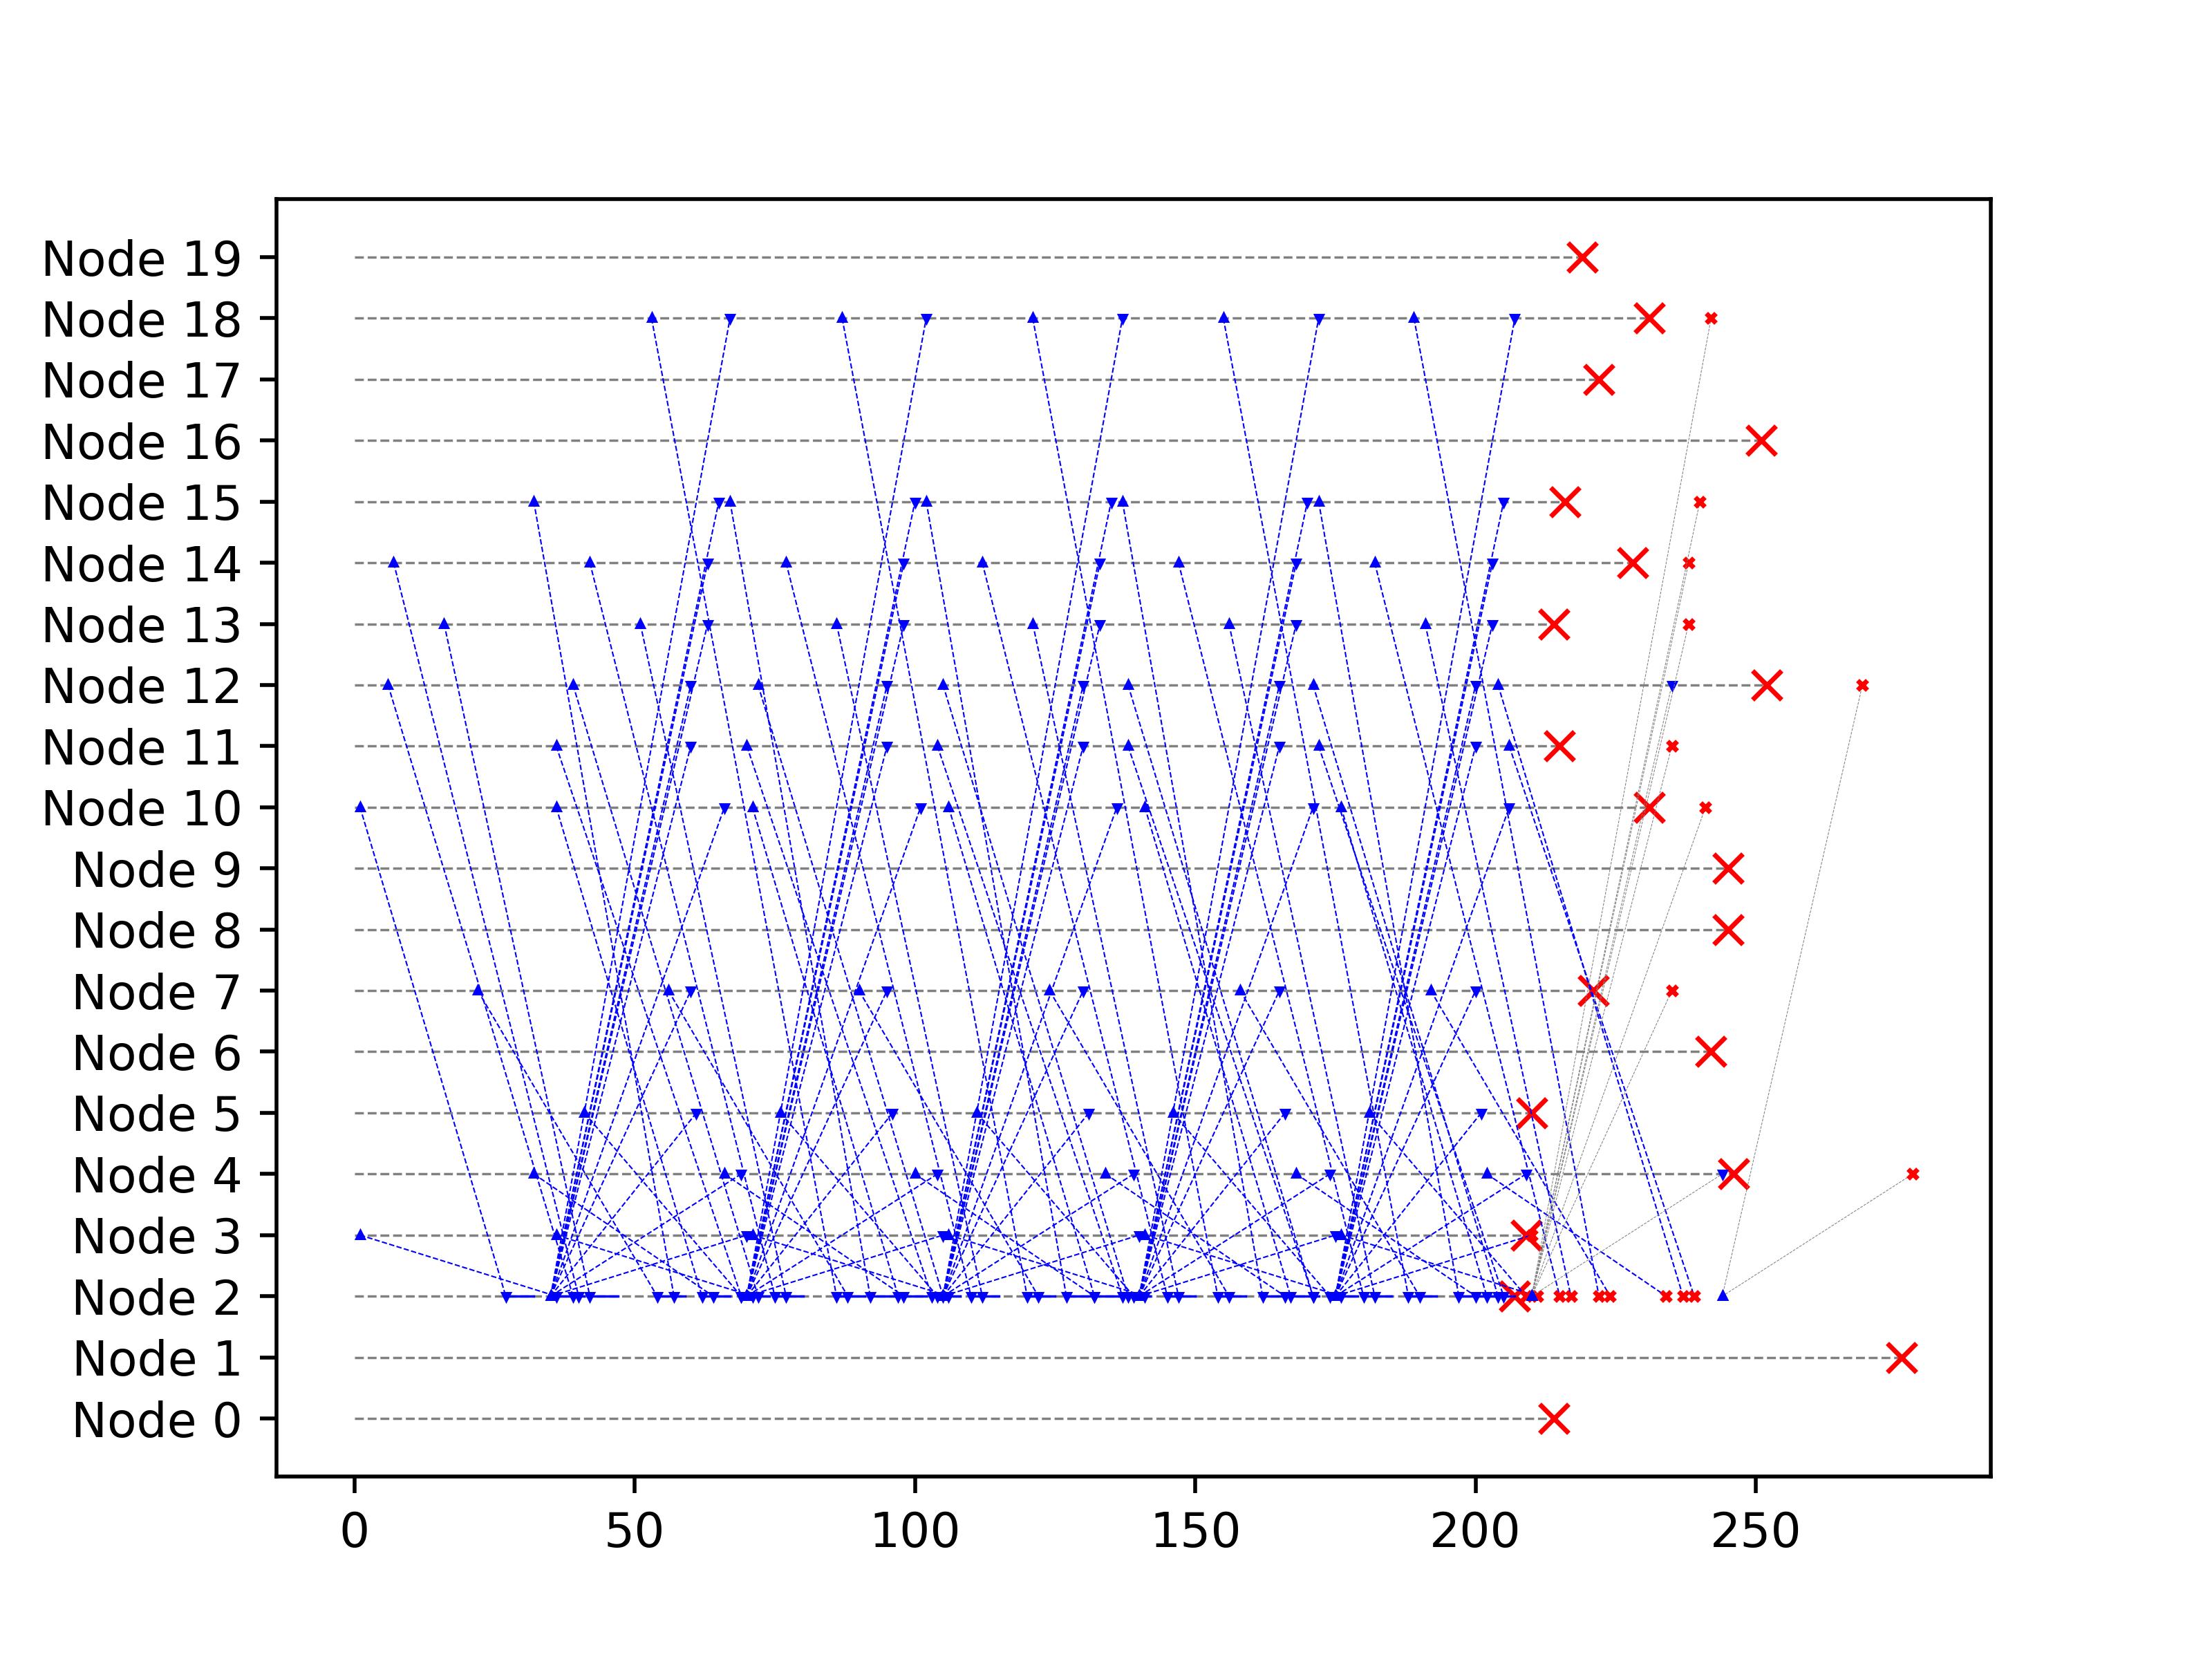 Node 19
Node 18
Node 17
Node 16
Node 15
Node 14
Node 13
Node 12
Node 11
Node 10
Node 9
Node 8
Node 7
Node 6
Node 5
Node 4
Node 3
Node 2
Node 1
Node 0
0 50 100 150 200 250